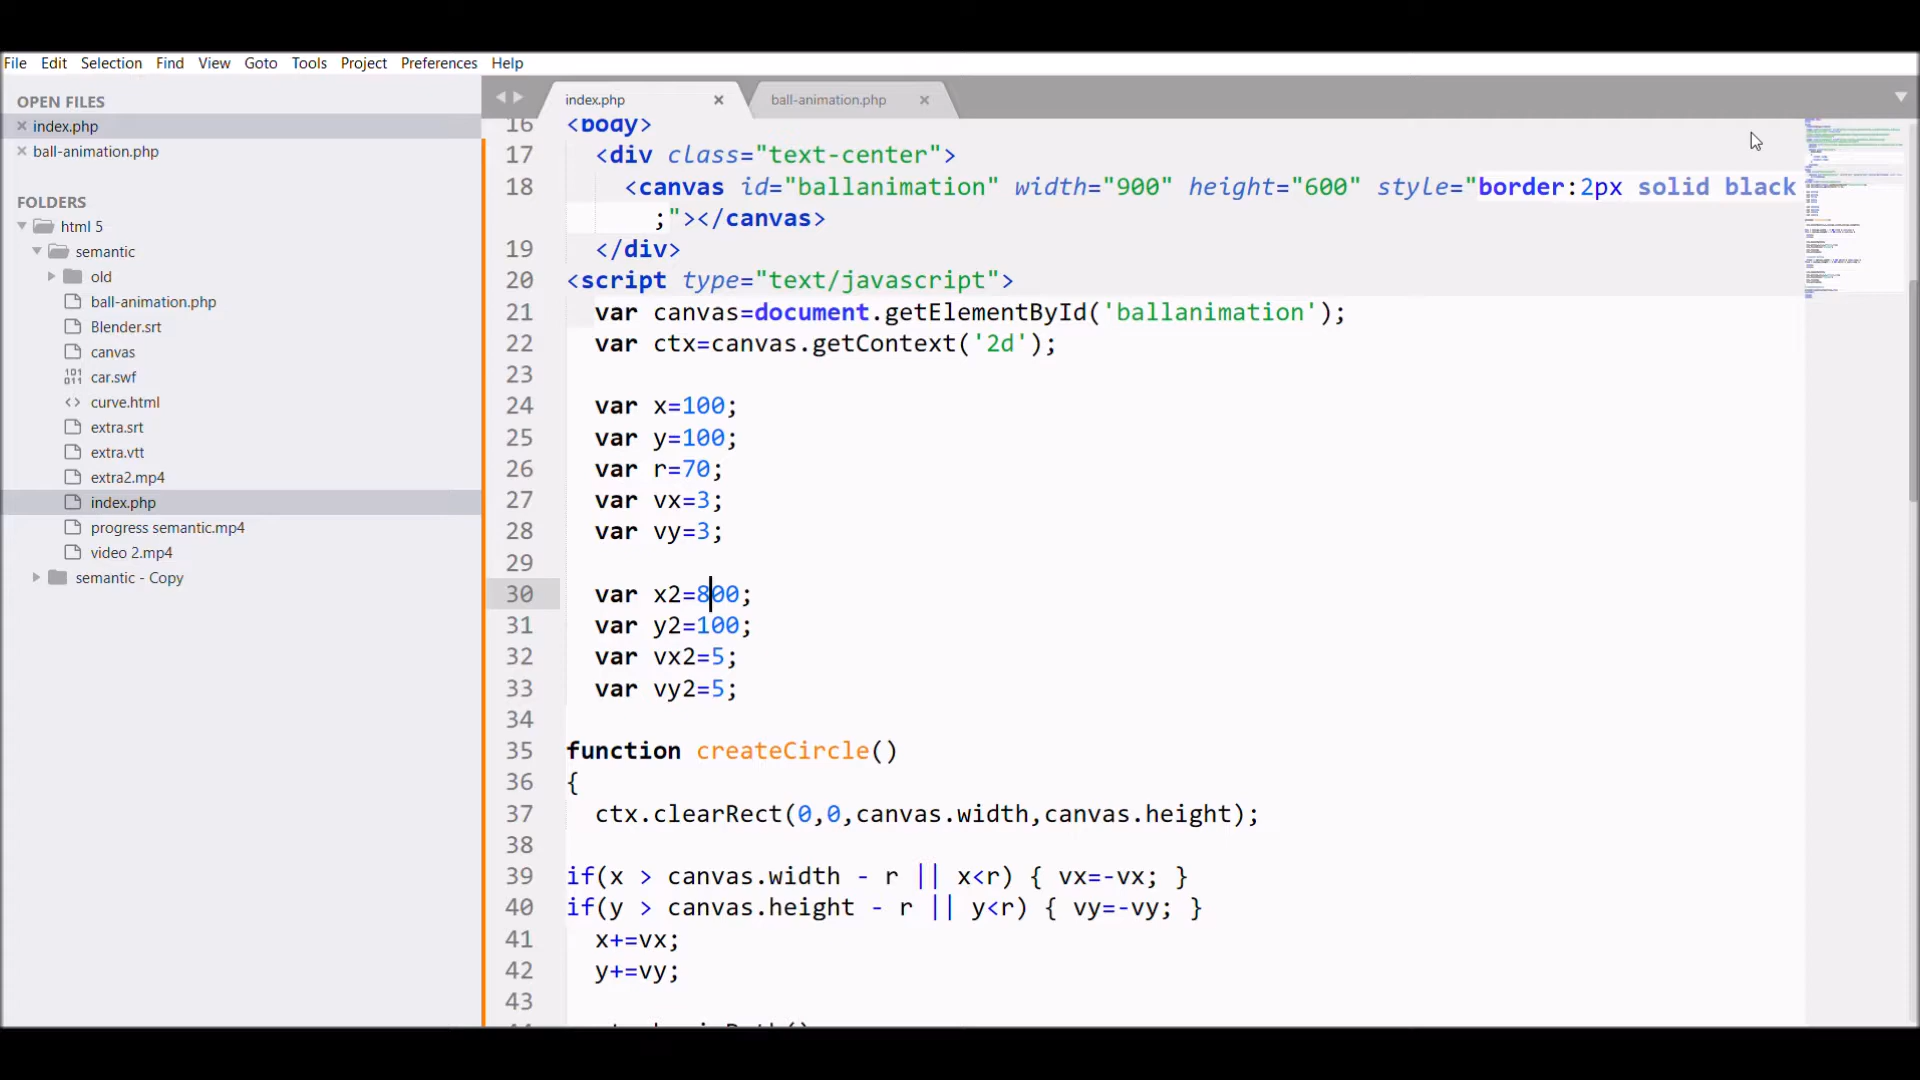 File Edit Selection Find View Goto Tools Project Preferences Help
OPEN FILES
index.php
ball-animation.php
FOLDERS
html 5
semantic
old
ball-animation.php
Blender.srt
canvas
car.swf
curve.html
extra.srt
extra.vtt
extra2.mp4
index.php
progress semantic.mp4
video 2.mp4
semantic - Copy
index.php ball-animation.php
16 <body>
17 <div class="text-center">
18 <canvas id="ballanimation" width="900" height="600" style="border:2px solid black
;"></canvas>
19 </div>
20 <script type="text/javascript">
21 var canvas=document.getElementById('ballanimation');
22 var ctx=canvas.getContext('2d');
23
24 var x=100;
25 var y=100;
26 var r=70;
27 var vx=3;
28 var vy=3;
29
30 var x2=800;
31 var y2=100;
32 var vx2=5;
33 var vy2=5;
34
35 function createCircle()
36 {
37 ctx.clearRect(0,0,canvas.width,canvas.height);
38
39 if(x > canvas.width - r || x<r) { vx=-vx; }
40 if(y > canvas.height - r || y<r) { vy=-vy; }
41 x+=vx;
42 y+=vy;
43